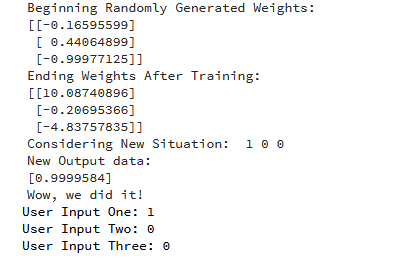 Beginning Randomly Generated Weights:
[[-0.16595599]
[ 0.44064899]
[-0.99977125]]
Ending Weights After Training:
[[10.08740896]
[-0.20695366]
[-4.83757835]]
Considering New Situation:  1 0 0
New Output data:
[0.9999584]
Wow, we did it!
User Input One: 1
User Input Two: 0
User Input Three: 0